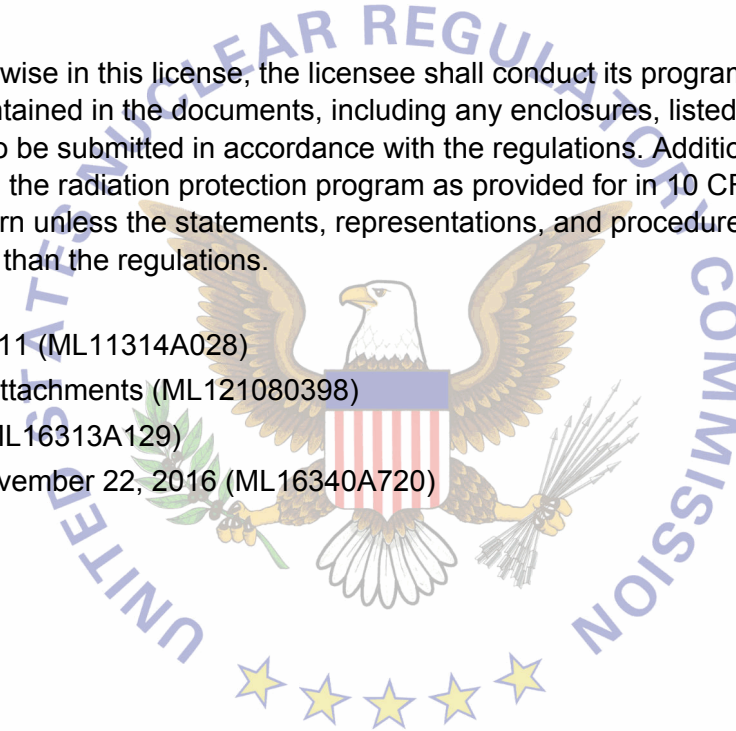 UNITED STATES NUCLEAR REGULATORY COMMISSION
wise in this license, the licensee shall conduct its program
tained in the documents, including any enclosures, listed
o be submitted in accordance with the regulations. Additio
the radiation protection program as provided for in 10 CF
rn unless the statements, representations, and procedure
than the regulations.
11 (ML11314A028)
ttachments (ML121080398)
ML16313A129)
vember 22, 2016 (ML16340A720)